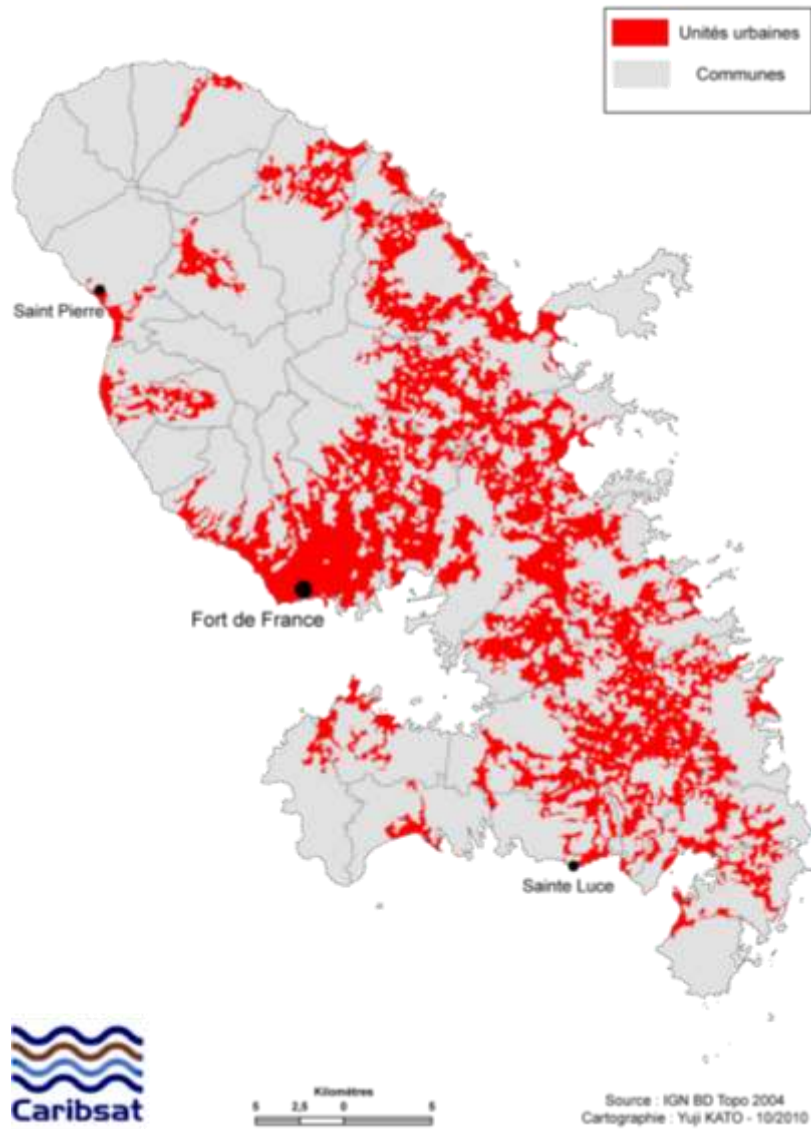 Unités urbaines
Communes
Saint Pierre
Fort de France
Sainte Luce
Caribsat
Kilomètres
5 2,5 0 5
Source : IGN BD Topo 2004
Cartographie : Yuji KATO - 10/2010